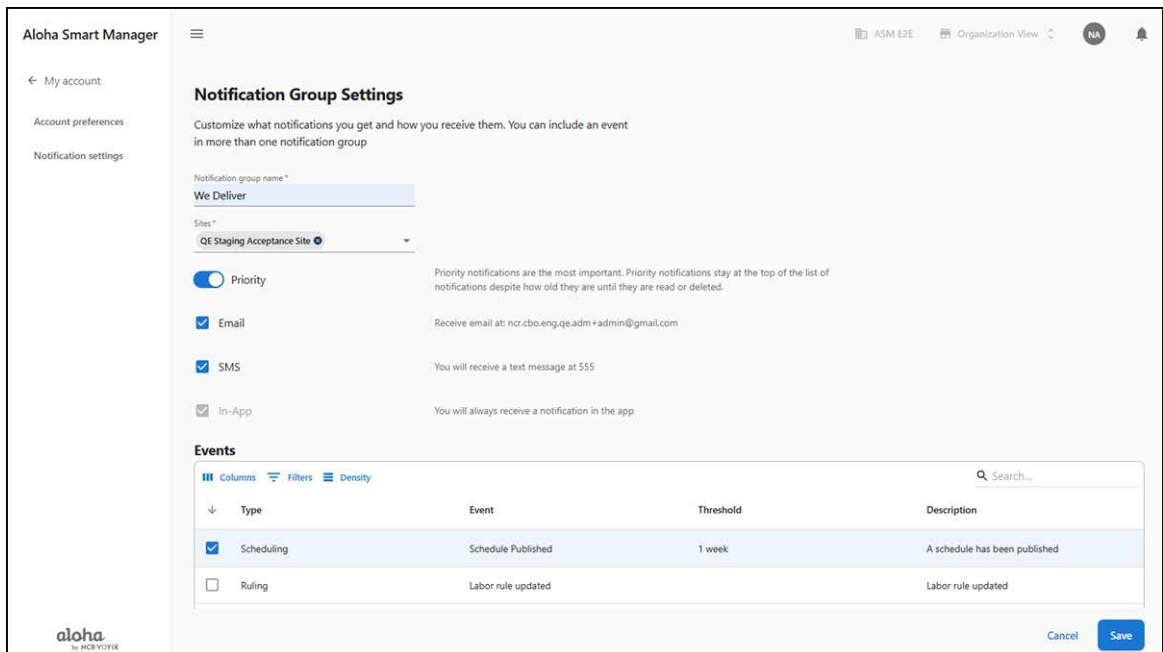 Aloha Smart Manager
ASM E2E
Organization View
NA
My account
Account preferences
Notification settings
Notification Group Settings
Customize what notifications you get and how you receive them. You can include an event
in more than one notification group
Notification group name *
We Deliver
Sites *
QE Staging Acceptance Site
Priority
Priority notifications are the most important. Priority notifications stay at the top of the list of
notifications despite how old they are until they are read or deleted.
Email
Receive email at: ncr.cbo.eng.qe.adm+admin@gmail.com
SMS
You will receive a text message at 555
In-App
You will always receive a notification in the app
Events
Columns Filters Density
Search...
Type Event Threshold Description
Scheduling Schedule Published 1 week A schedule has been published
Ruling Labor rule updated Labor rule updated
aloha
by NCR VOYIX
Cancel Save